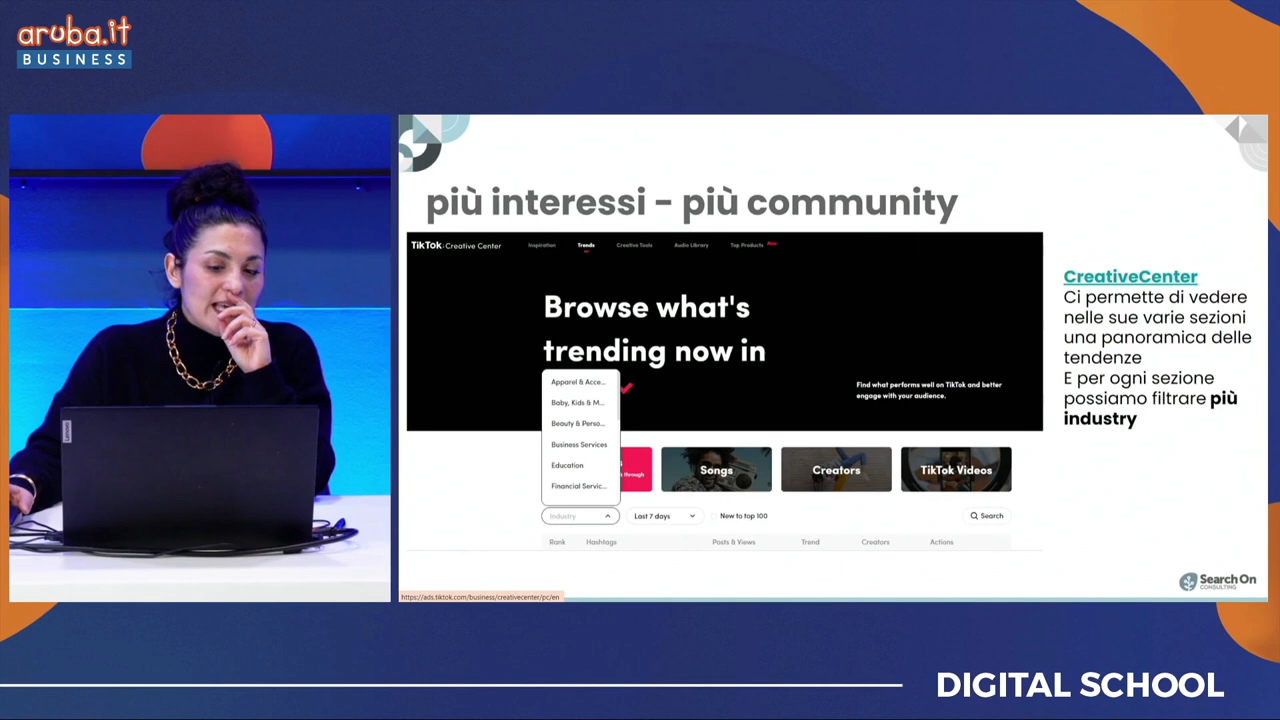 aruba.it
BUSINESS
Lenovo
più interessi - più community
TikTok: Creative Center
Inspiration
Trends
Creative Tools
Audio Library
Top Products
New
Browse what's
trending now in
Find what performs well on TikTok and better
engage with your audience.
Apparel & Acce...
Baby, Kids & M...
Beauty & Perso...
Business Services
Education
Financial Servic...
through
Songs
Creators
TikTok Videos
Industry
Last 7 days
New to top 100
Search
Rank
Hashtags
Posts & Views
Trend
Creators
Actions
CreativeCenter
Ci permette di vedere
nelle sue varie sezioni
una panoramica delle
tendenze
E per ogni sezione
possiamo filtrare più
industry
Search On
CONSULTING
https://ads.tiktok.com/business/creativecenter/pc/en
DIGITAL SCHOOL